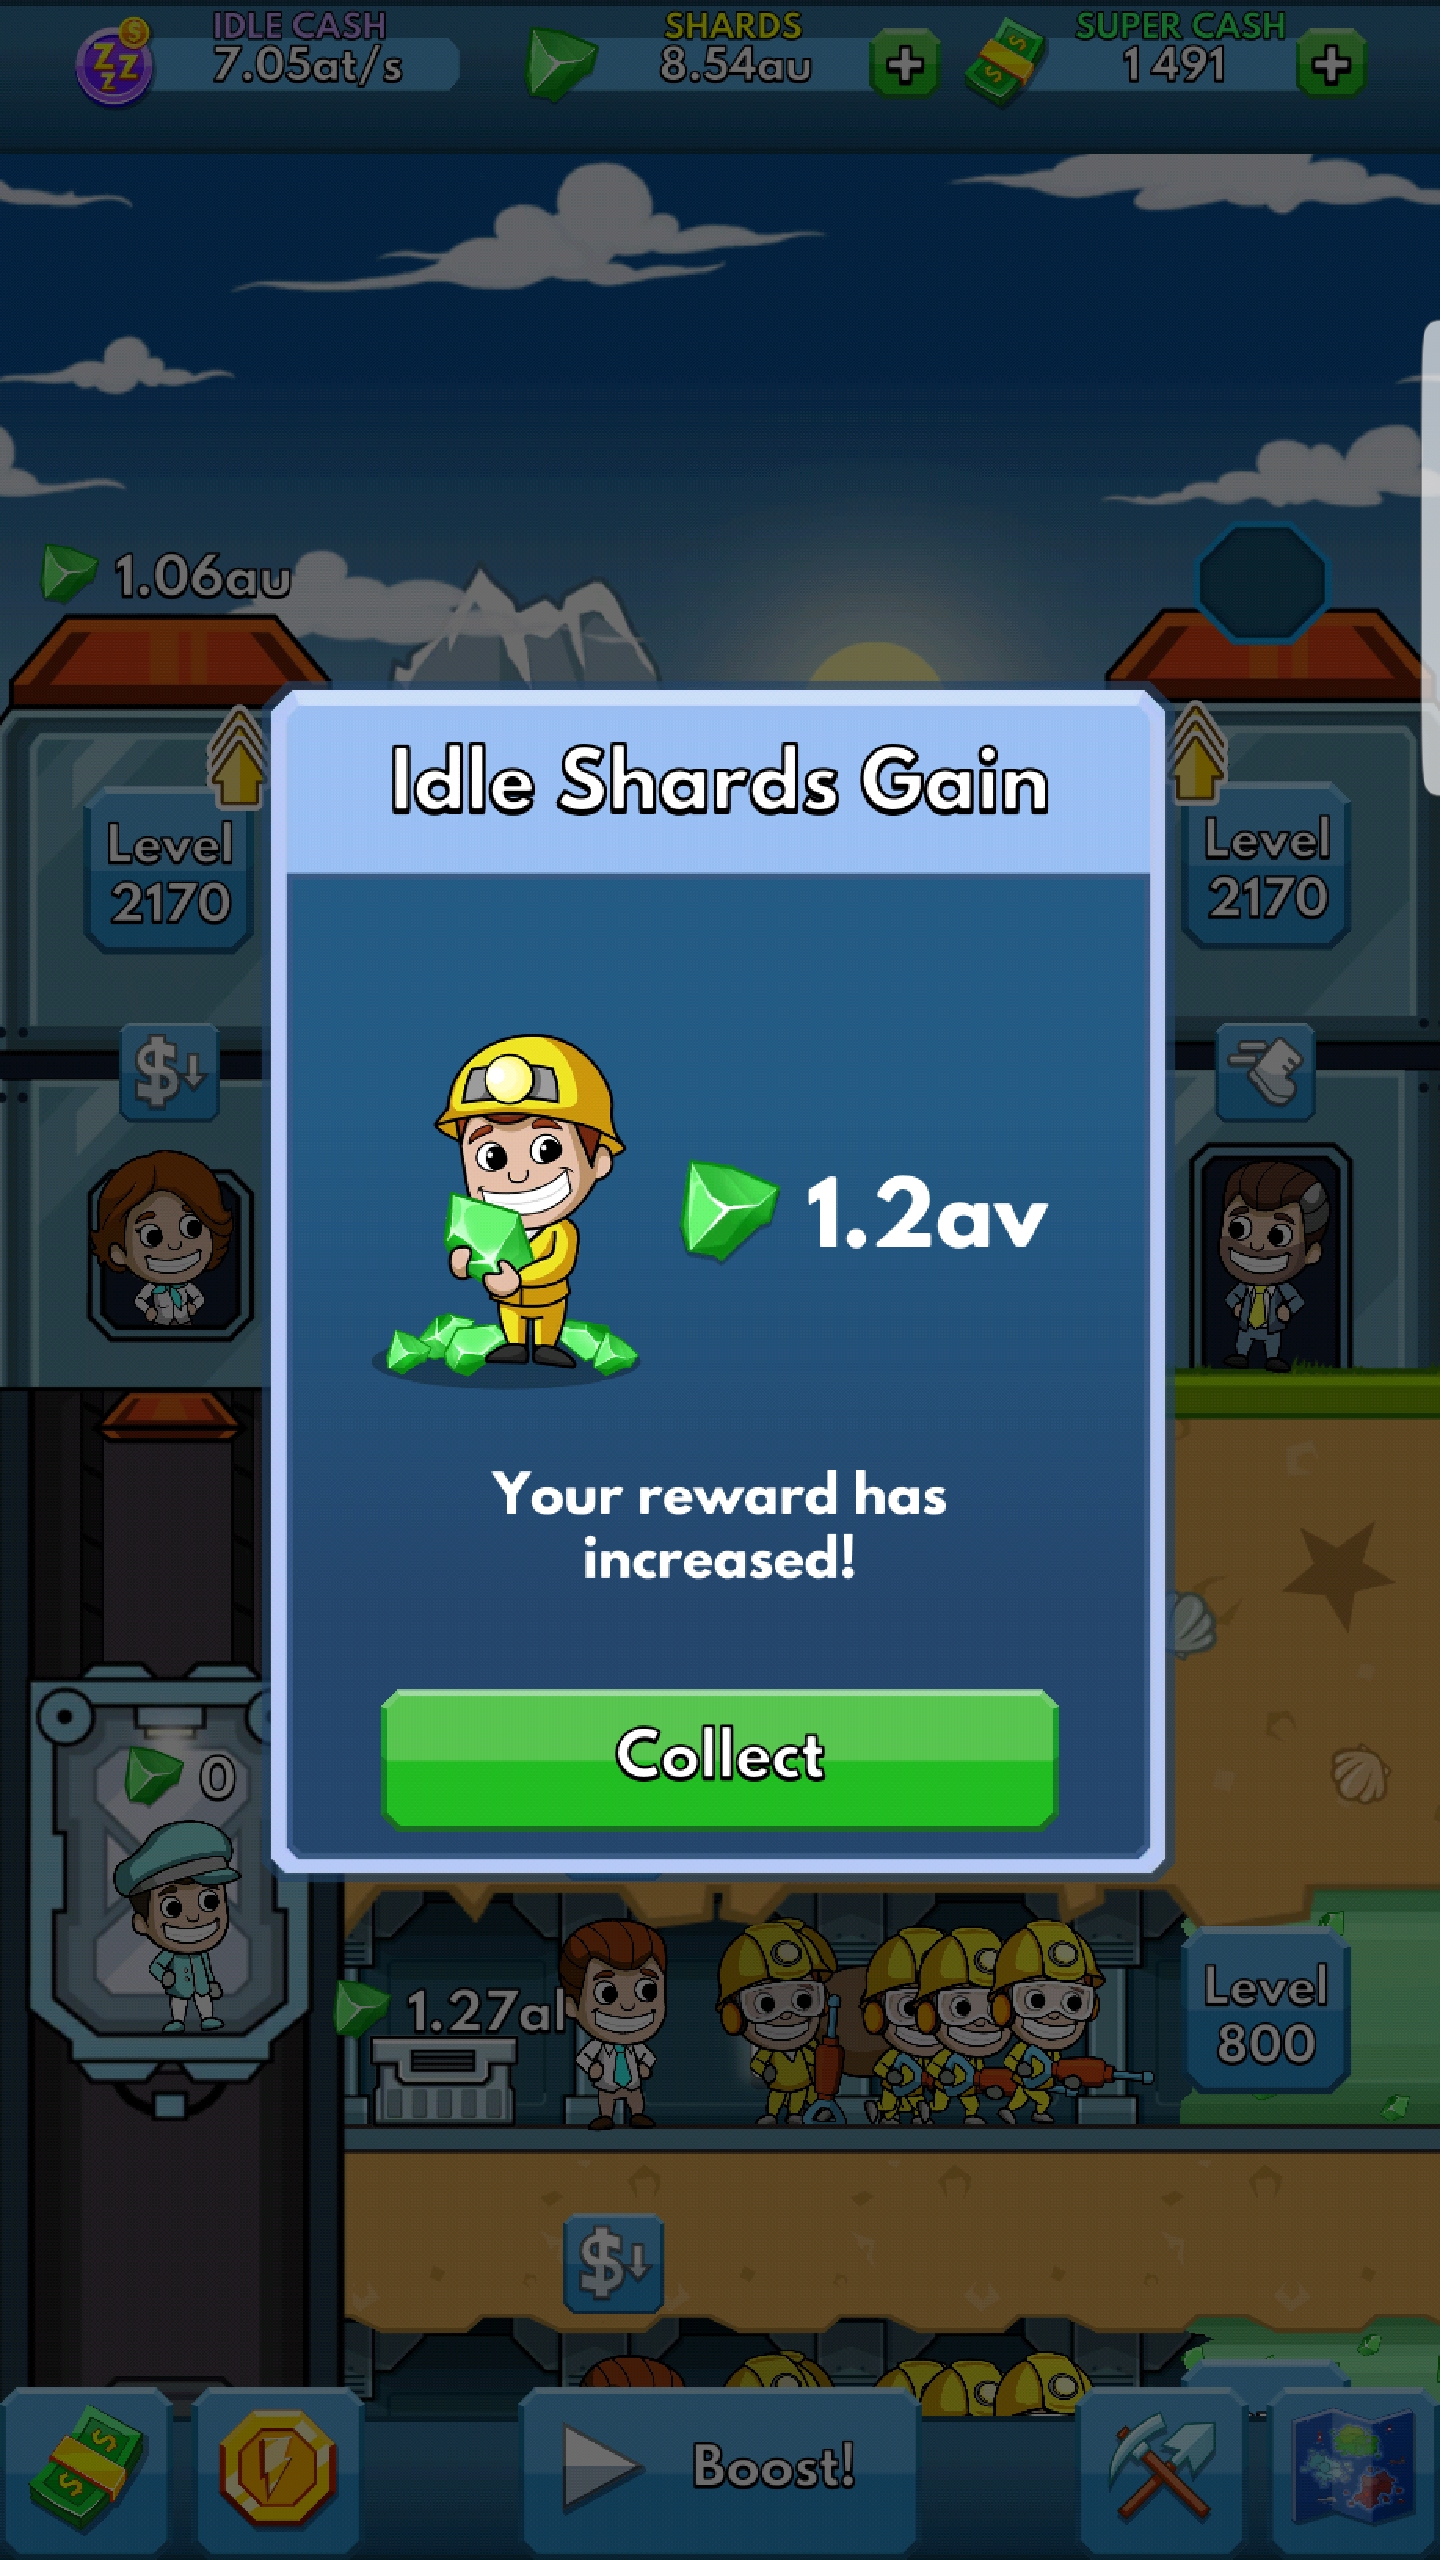 IDLE CASH
7.05at/s
SHARDS
8.54au
SUPER CASH
1 491
1.06au
Level
2170
Level
2170
Idle Shards Gain
1.2av
Your reward has
increased!
Collect
0
1.27al
Level
800
Boost!